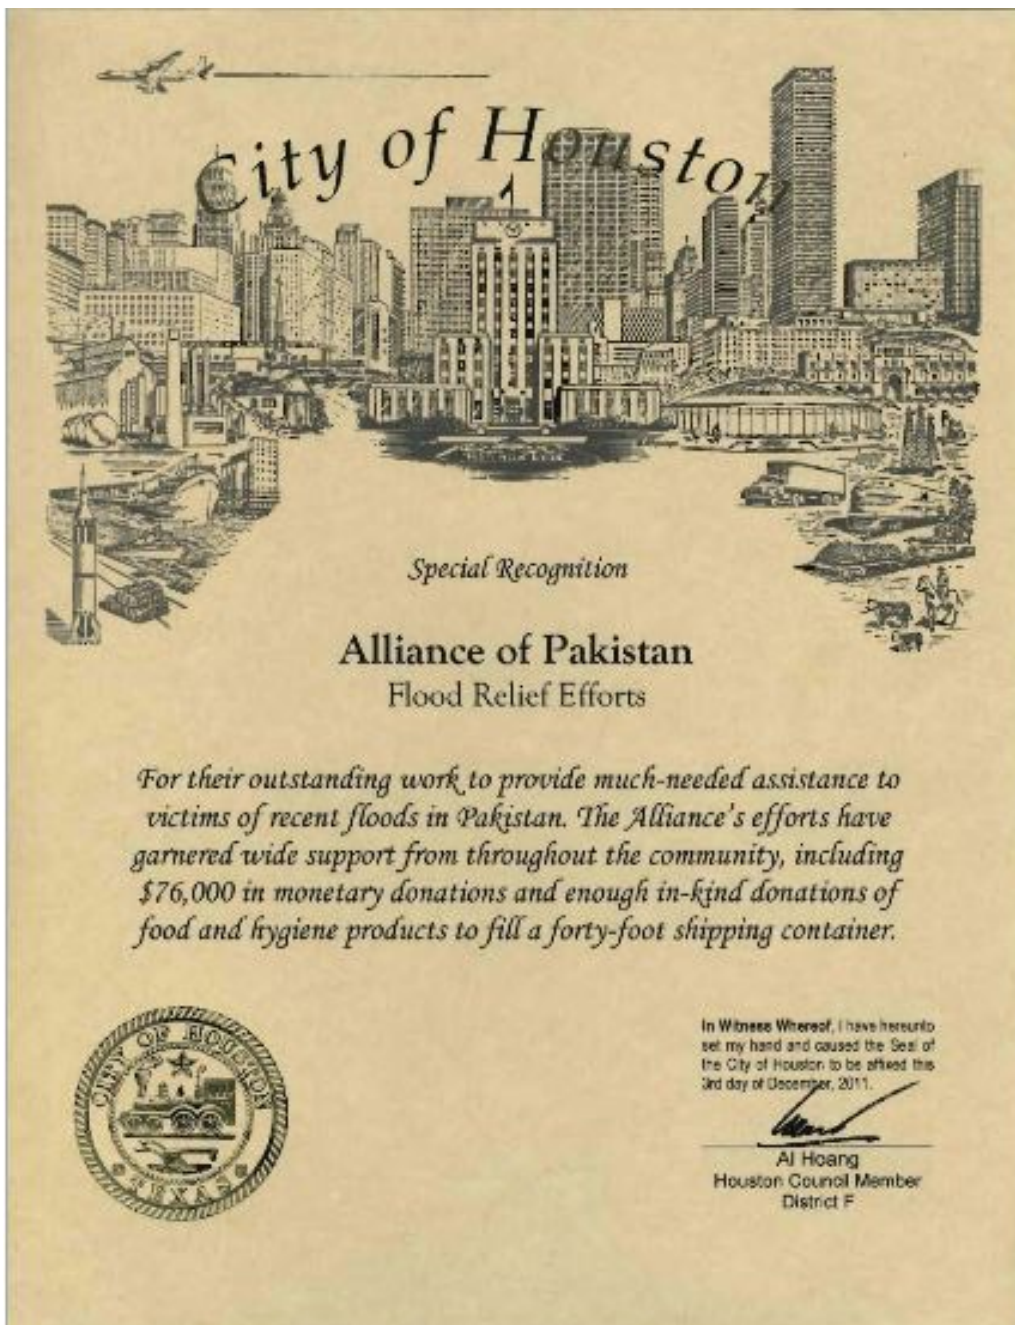 City of Houston
Special Recognition
Alliance of Pakistan
Flood Relief Efforts
For their outstanding work to provide much-needed assistance to
victims of recent floods in Pakistan. The Alliance's efforts have
garnered wide support from throughout the community, including
$76,000 in monetary donations and enough in-kind donations of
food and hygiene products to fill a forty-foot shipping container.
CITY OF HOUSTON
TEXAS
In Witness Whereof, I have hereunto
set my hand and caused the Seal of
the City of Houston to be affixed this
3rd day of December, 2011.
Al Hoang
Houston Council Member
District F